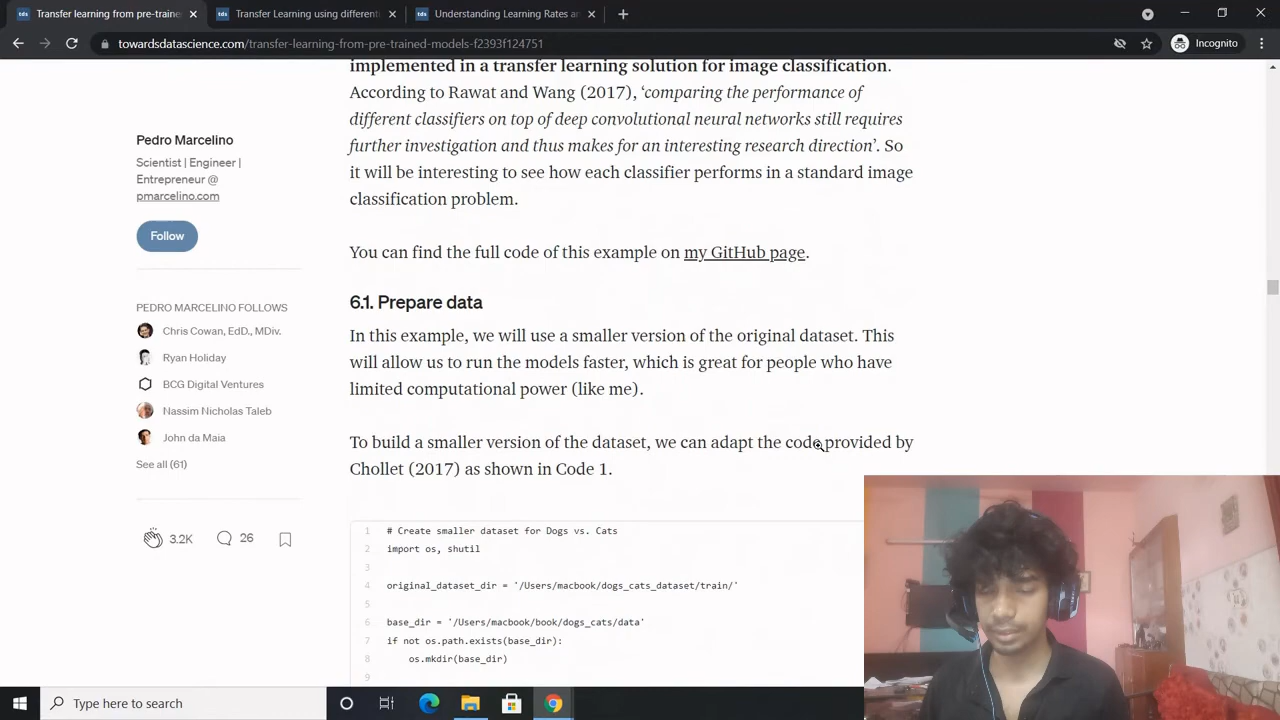 Transfer learning from pre-traine
Transfer Learning using different
Understanding Learning Rates a
towardsdatascience.com/transfer-learning-from-pre-trained-models-f2393f124751
Incognito
implemented in a transfer learning solution for image classification.
According to Rawat and Wang (2017), ‘comparing the performance of
different classifiers on top of deep convolutional neural networks still requires
further investigation and thus makes for an interesting research direction’. So
it will be interesting to see how each classifier performs in a standard image
classification problem.
You can find the full code of this example on my GitHub page.
6.1. Prepare data
In this example, we will use a smaller version of the original dataset. This
will allow us to run the models faster, which is great for people who have
limited computational power (like me).
To build a smaller version of the dataset, we can adapt the code provided by
Chollet (2017) as shown in Code 1.
1 # Create smaller dataset for Dogs vs. Cats
2 import os, shutil
3
4 original_dataset_dir = '/Users/macbook/dogs_cats_dataset/train/'
5
6 base_dir = '/Users/macbook/book/dogs_cats/data'
7 if not os.path.exists(base_dir):
8 os.mkdir(base_dir)
9
Pedro Marcelino
Scientist | Engineer |
Entrepreneur @
pmarcelino.com
Follow
PEDRO MARCELINO FOLLOWS
Chris Cowan, EdD., MDiv.
Ryan Holiday
BCG Digital Ventures
Nassim Nicholas Taleb
John da Maia
See all (61)
3.2K
26
Type here to search